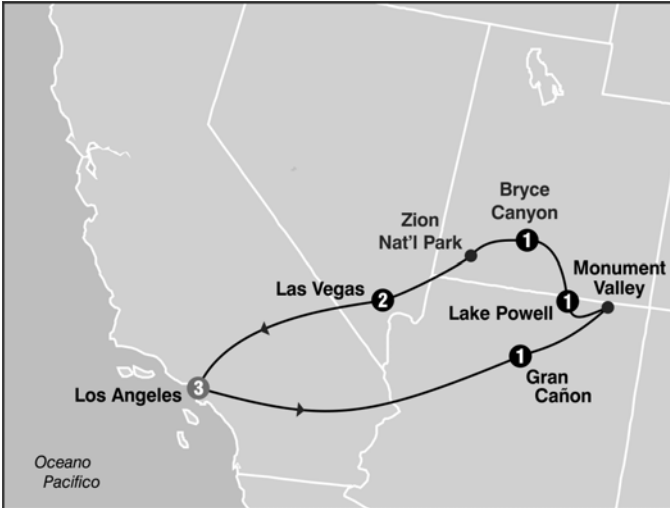 Bryce
Canyon
1
Zion
Nat'l Park
Monument
Valley
Las Vegas
2
Lake Powell
1
1
Gran
Cañon
Los Angeles
3
Oceano
Pacifico